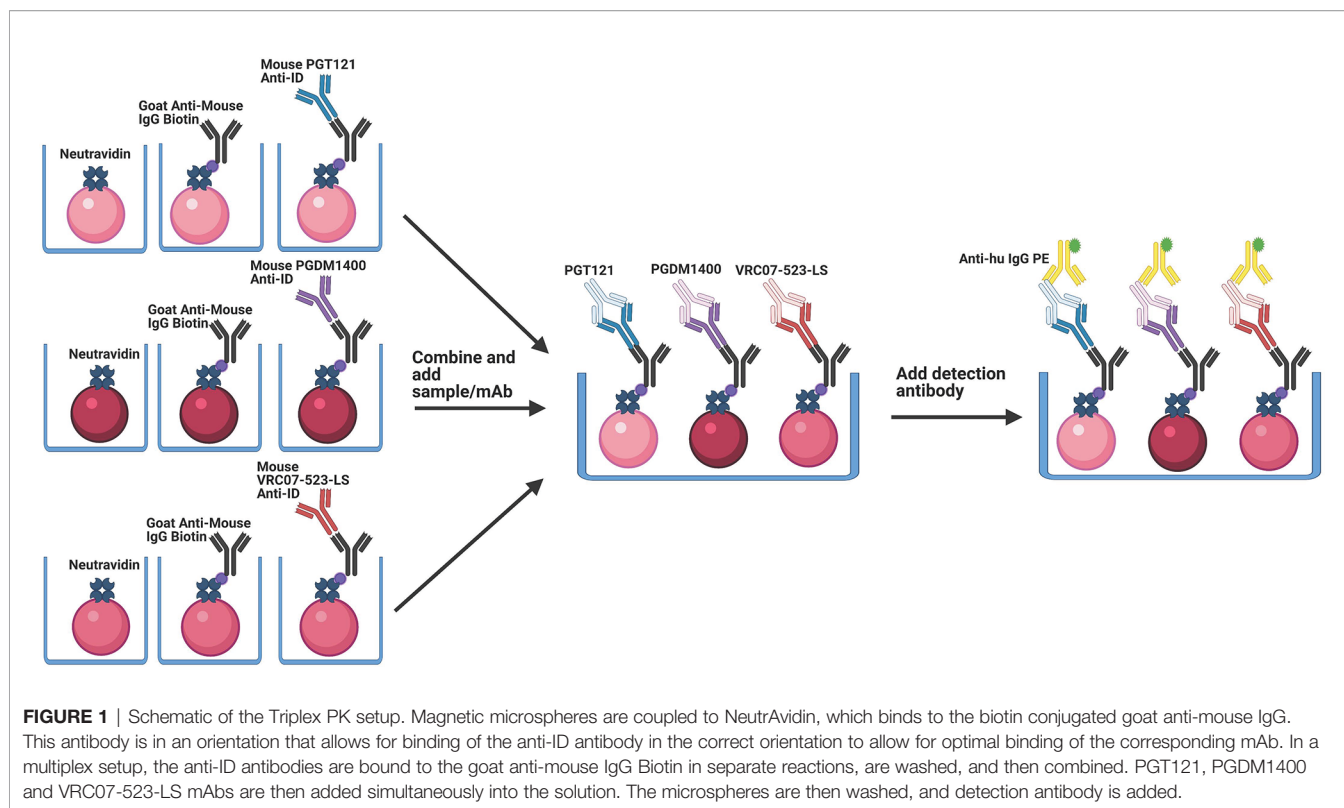 Mouse PGT121
Anti-ID
Goat Anti-Mouse
IgG Biotin
Neutravidin
Mouse PGDM1400
Anti-ID
Goat Anti-Mouse
IgG Biotin
Neutravidin
Mouse
VRC07-523-LS
Anti-ID
Goat Anti-Mouse
IgG Biotin
Neutravidin
Combine and
add
sample/mAb
PGT121
PGDM1400
VRC07-523-LS
Add detection
antibody
Anti-hu IgG PE
FIGURE 1 | Schematic of the Triplex PK setup. Magnetic microspheres are coupled to NeutrAvidin, which binds to the biotin conjugated goat anti-mouse IgG.
This antibody is in an orientation that allows for binding of the anti-ID antibody in the correct orientation to allow for optimal binding of the corresponding mAb. In a
multiplex setup, the anti-ID antibodies are bound to the goat anti-mouse IgG Biotin in separate reactions, are washed, and then combined. PGT121, PGDM1400
and VRC07-523-LS mAbs are then added simultaneously into the solution. The microspheres are then washed, and detection antibody is added.